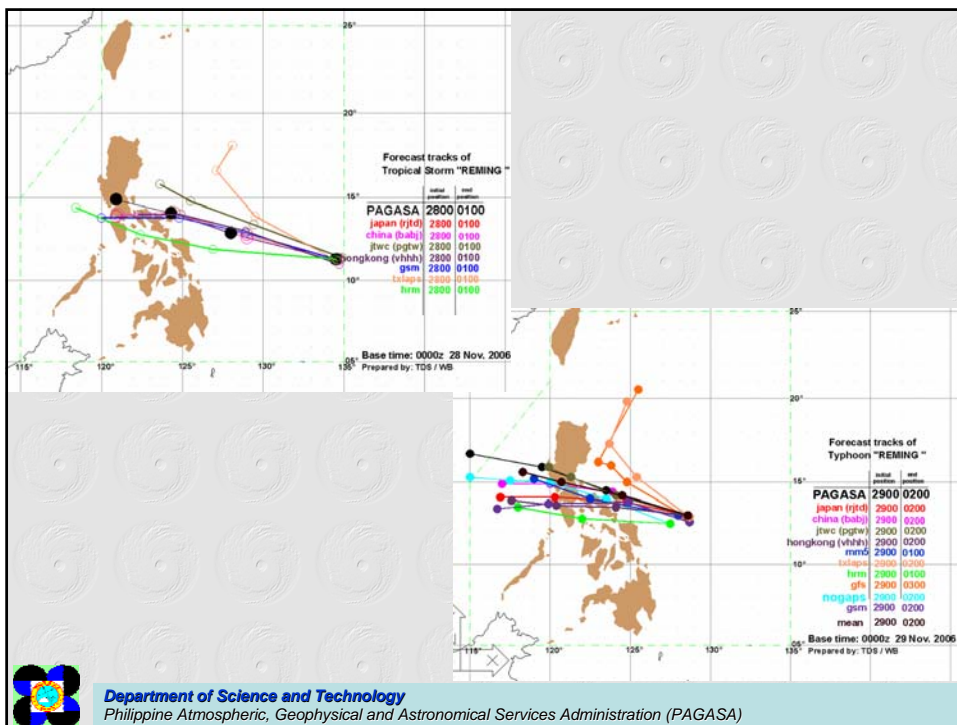 25°
20°
15°
10°
05°
115°
120°
125°
130°
135°
Forecast tracks of
Tropical Storm "REMING "
initial position end position
PAGASA 2800 0100
japan (rjtd) 2800 0100
china (babj) 2800 0100
jtwc (pgtw) 2800 0100
hongkong (vhhh) 2800 0100
gsm 2800 0100
txlaps 2800 0100
hrm 2800 0100
Base time: 0000z 28 Nov. 2006
Prepared by: TDS / WB
25°
20°
15°
10°
05°
115°
120°
125°
130°
135°
Forecast tracks of
Typhoon "REMING "
initial position end position
PAGASA 2900 0200
japan (rjtd) 2900 0200
china (babj) 2900 0200
jtwc (pgtw) 2900 0200
hongkong (vhhh) 2900 0200
mm5 2900 0100
txlaps 2900 0200
hrm 2900 0100
gfs 2900 0300
nogaps 2900 0200
gsm 2900 0200
mean 2900 0200
Base time: 0000z 29 Nov. 2006
Prepared by: TDS / WB
Department of Science and Technology
Philippine Atmospheric, Geophysical and Astronomical Services Administration (PAGASA)